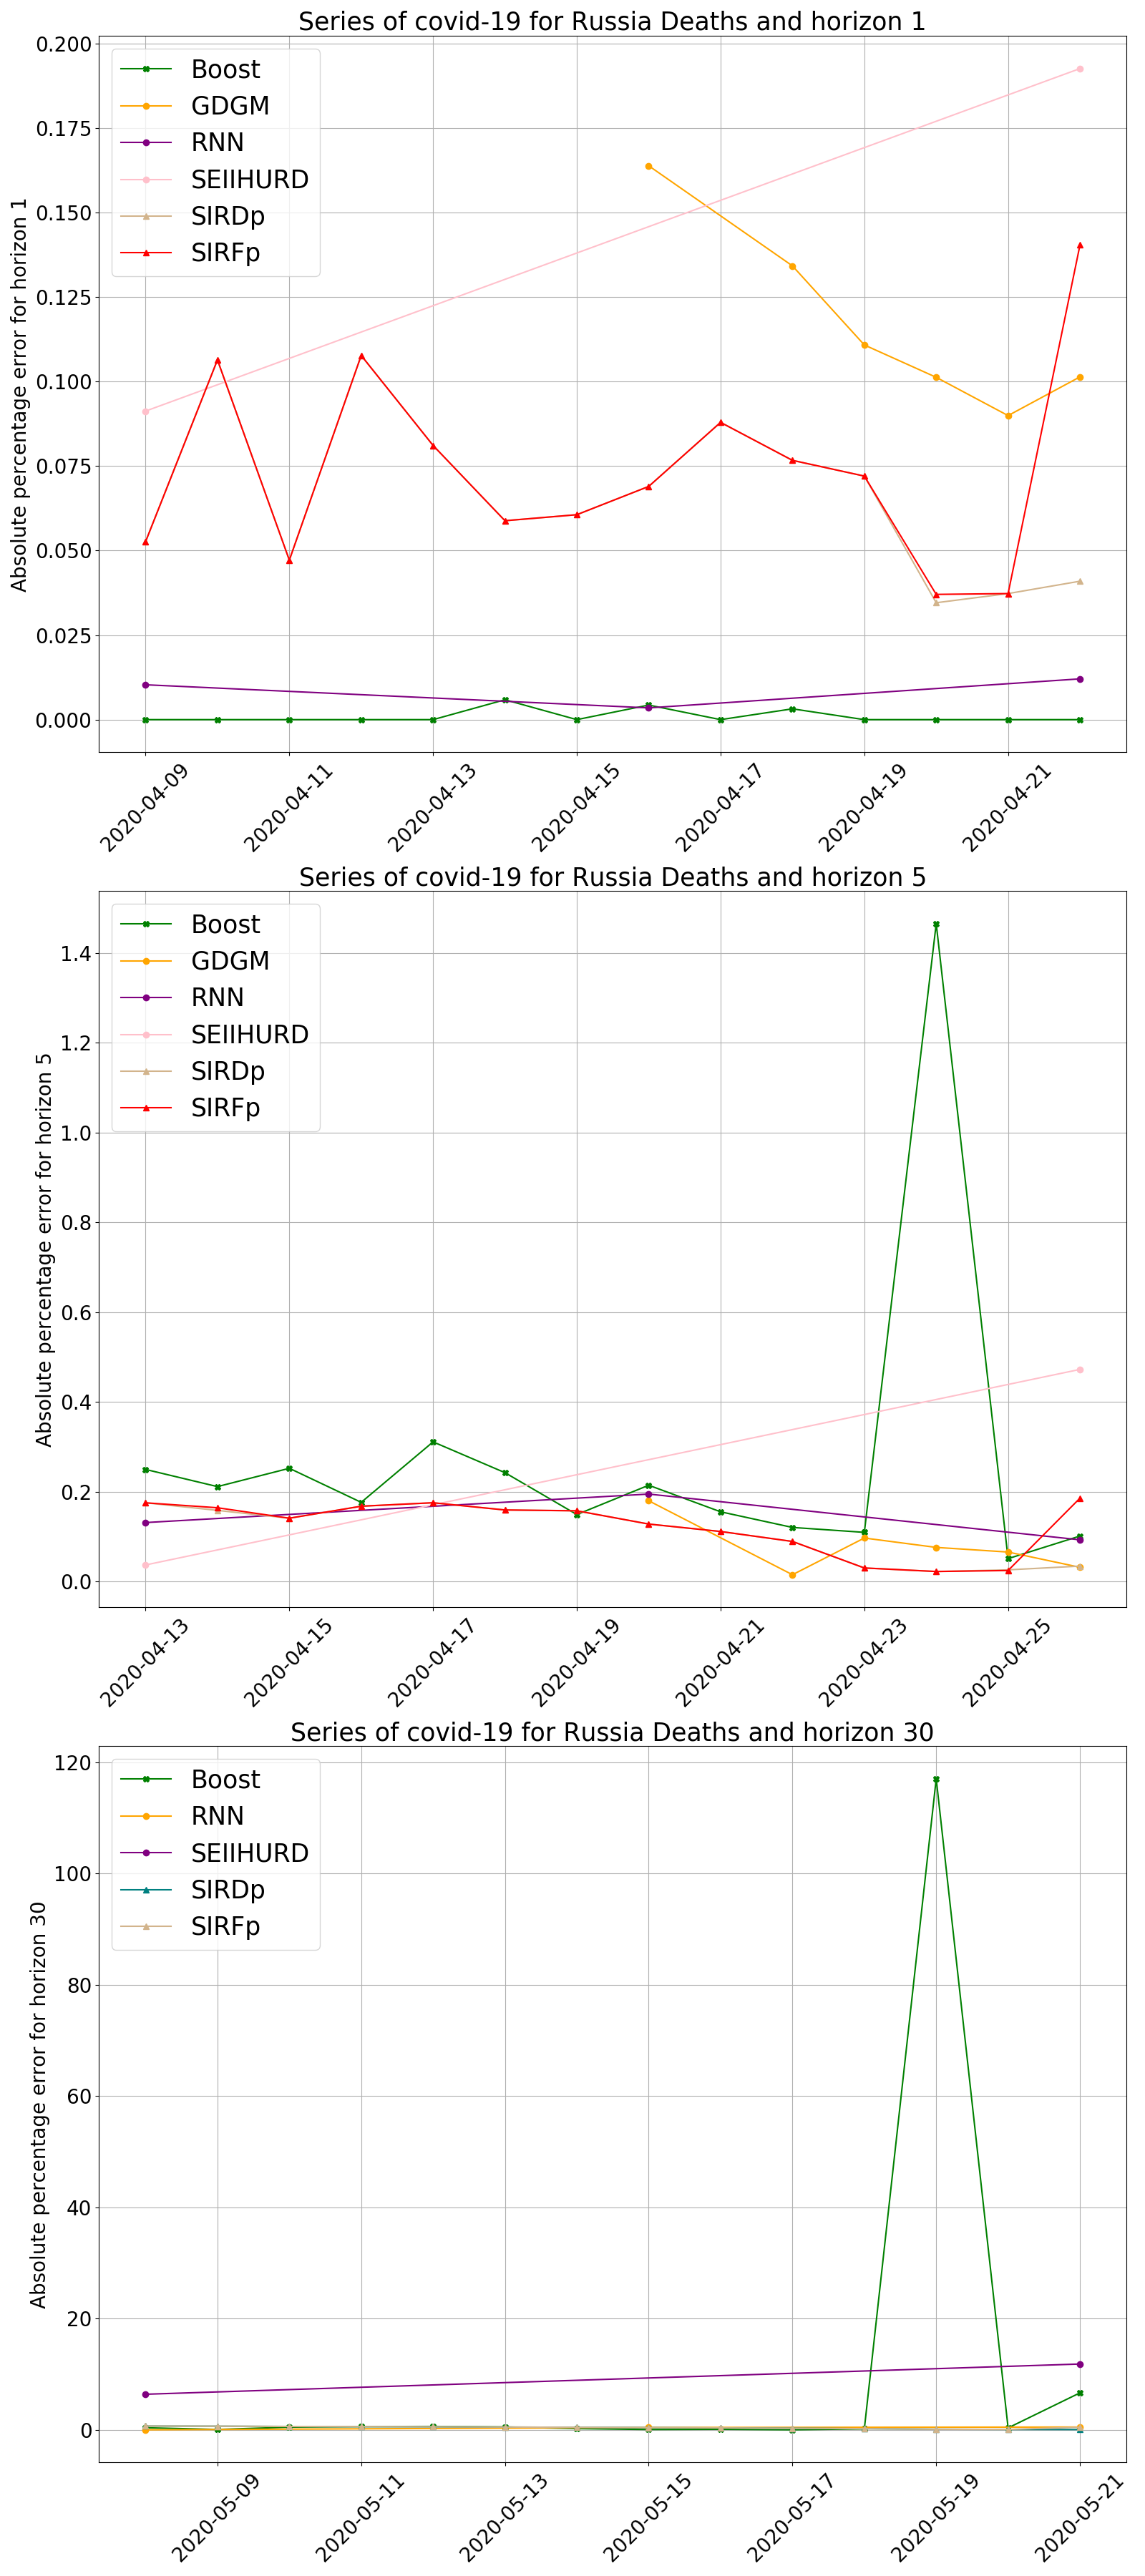 Series of covid-19 for Russia Deaths and horizon 1
Absolute percentage error for horizon 1
0.200
0.175
0.150
0.125
0.100
0.075
0.050
0.025
0.000
Boost
GDGM
RNN
SEIIHURD
SIRDp
SIRFp
2020-04-09
2020-04-11
2020-04-13
2020-04-15
2020-04-17
2020-04-19
2020-04-21
Series of covid-19 for Russia Deaths and horizon 5
Absolute percentage error for horizon 5
1.4
1.2
1.0
0.8
0.6
0.4
0.2
0.0
Boost
GDGM
RNN
SEIIHURD
SIRDp
SIRFp
2020-04-13
2020-04-15
2020-04-17
2020-04-19
2020-04-21
2020-04-23
2020-04-25
Series of covid-19 for Russia Deaths and horizon 30
Absolute percentage error for horizon 30
120
100
80
60
40
20
0
Boost
RNN
SEIIHURD
SIRDp
SIRFp
2020-05-09
2020-05-11
2020-05-13
2020-05-15
2020-05-17
2020-05-19
2020-05-21